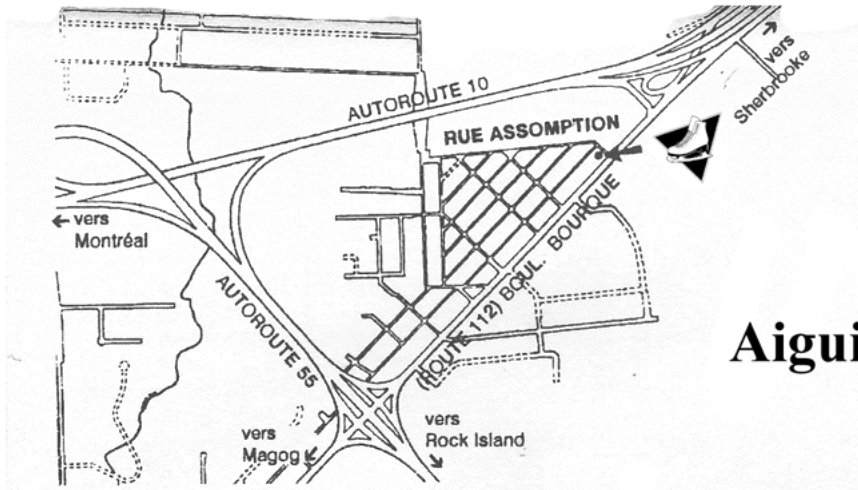 vers
Sherbrooke
AUTOROUTE 10
RUE ASSOMPTION
vers
Montréal
(ROUTE 112) BOUL. BOURQUE
AUTOROUTE 55
Aigui
vers
Magog
vers
Rock Island